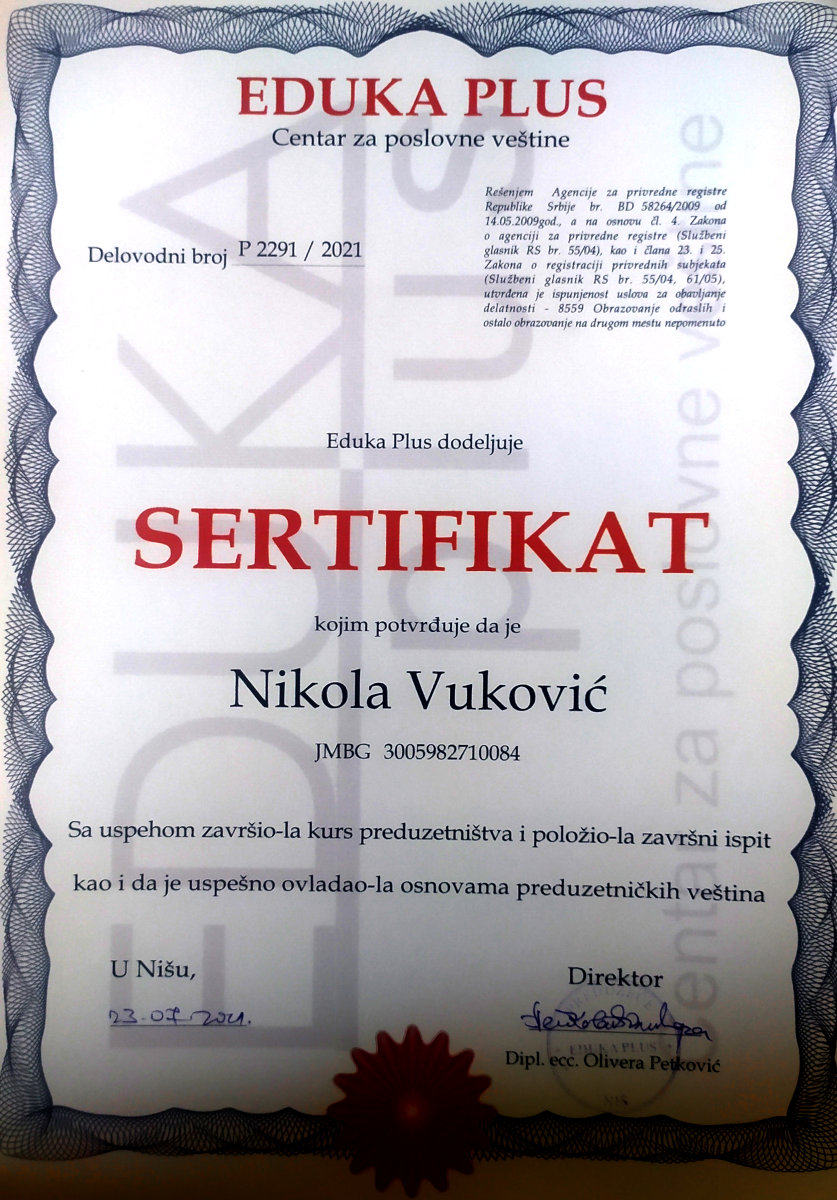 EDUKA PLUS
Centar za poslovne veštine
Rešenjem Agencije za privredne registre
Republike Srbije br. BD 58264/2009 od
14.05.2009god., a na osnovu čl. 4. Zakona
o agenciji za privredne registre (Službeni
glasnik RS br. 55/04), kao i člana 23. i 25.
Zakona o registraciji privrednih subjekata
(Službeni glasnik RS br. 55/04, 61/05),
utvrđena je ispunjenost uslova za obavljanje
delatnosti - 8559 Obrazovanje odraslih i
ostalo obrazovanje na drugom mestu nepomenuto
Delovodni broj P 2291 / 2021
Eduka Plus dodeljuje
SERTIFIKAT
kojim potvrđuje da je
Nikola Vuković
JMBG 3005982710084
Sa uspehom završio-la kurs preduzetništva i položio-la završni ispit
kao i da je uspešno ovladao-la osnovama preduzetničkih veština
U Nišu,
23.07.2021.
Direktor
EDUKA PLUS
NIŠ
Dipl. ecc. Olivera Petković
EDUKA
plus
centar za poslovne veštine